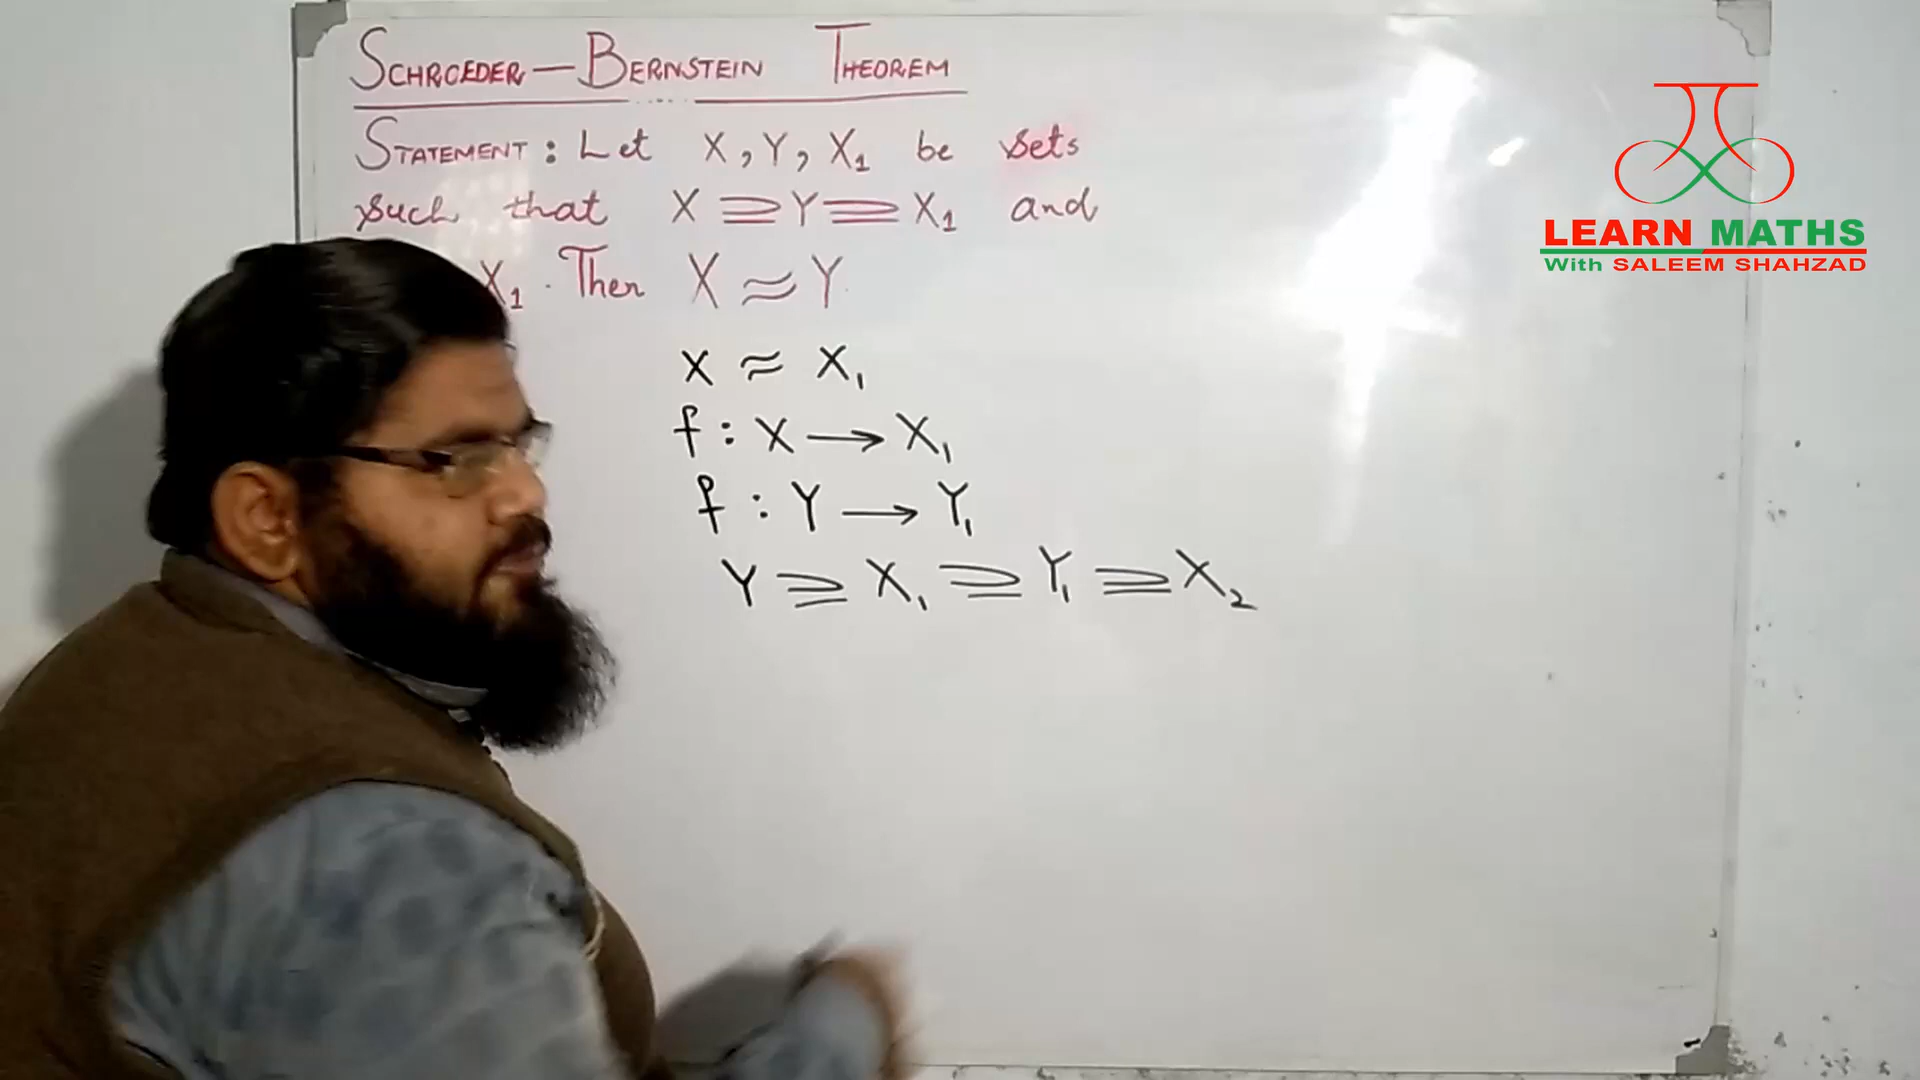 SCHROEDER — BERNSTEIN THEOREM
STATEMENT : Let X, Y, X₁ be sets
such that X ⊇ Y ⊇ X₁ and
X₁ . Then X ≈ Y.
X ≈ X₁
f : X → X₁
f : Y → Y₁
Y ⊇ X₁ ⊇ Y₁ ⊇ X₂
LEARN MATHS
With SALEEM SHAHZAD